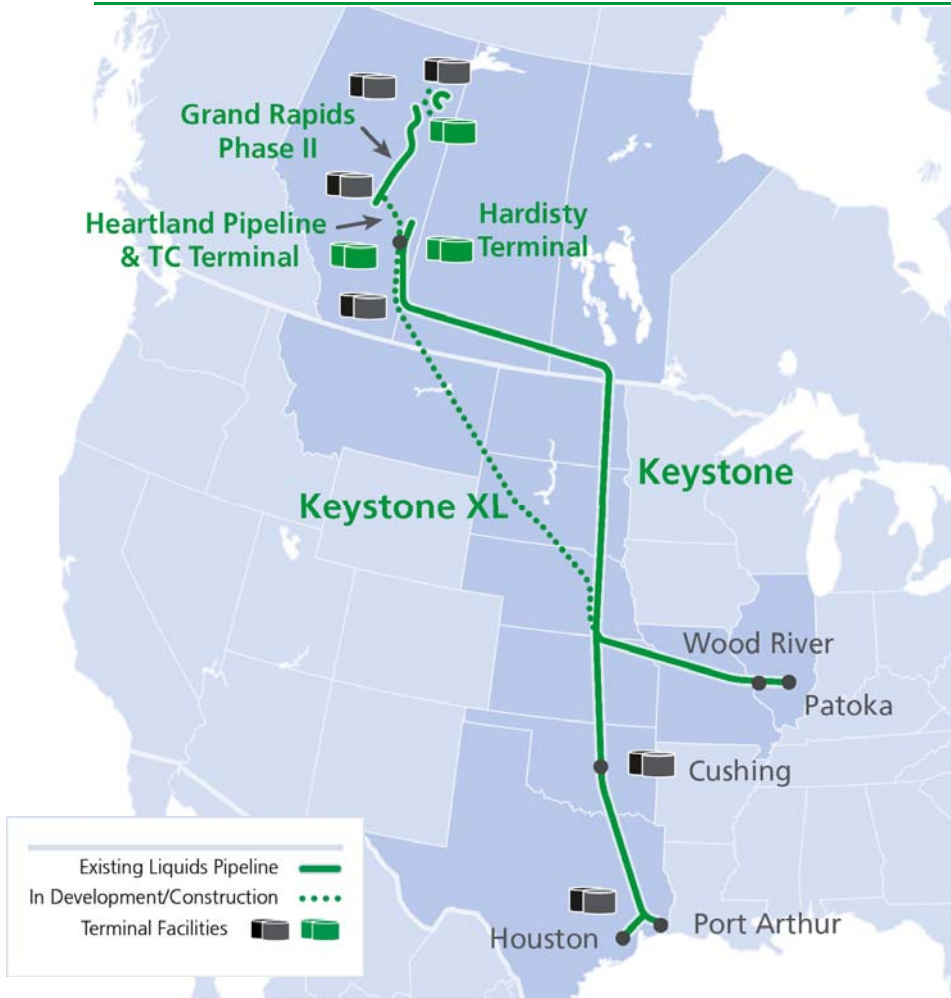 Grand Rapids
Phase II
Heartland Pipeline
& TC Terminal
Hardisty
Terminal
Keystone
Keystone XL
Wood River
Patoka
Cushing
Existing Liquids Pipeline
In Development/Construction
Terminal Facilities
Houston
Port Arthur